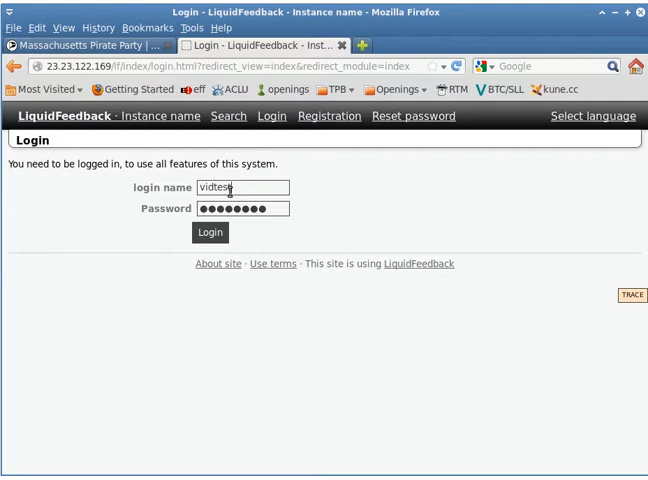 Login - LiquidFeedback - Instance name - Mozilla Firefox
File Edit View History Bookmarks Tools Help
Massachusetts Pirate Party | ... Login - LiquidFeedback - Inst...
23.23.122.169/lf/index/login.html?redirect_view=index&redirect_module=index Google
Most Visited Getting Started eff ACLU openings TPB Openings RTM BTC/SLL kune.cc
LiquidFeedback · Instance name Search Login Registration Reset password Select language
Login
You need to be logged in, to use all features of this system.
login name vidtest
Password ●●●●●●●●
Login
About site · Use terms · This site is using LiquidFeedback
TRACE